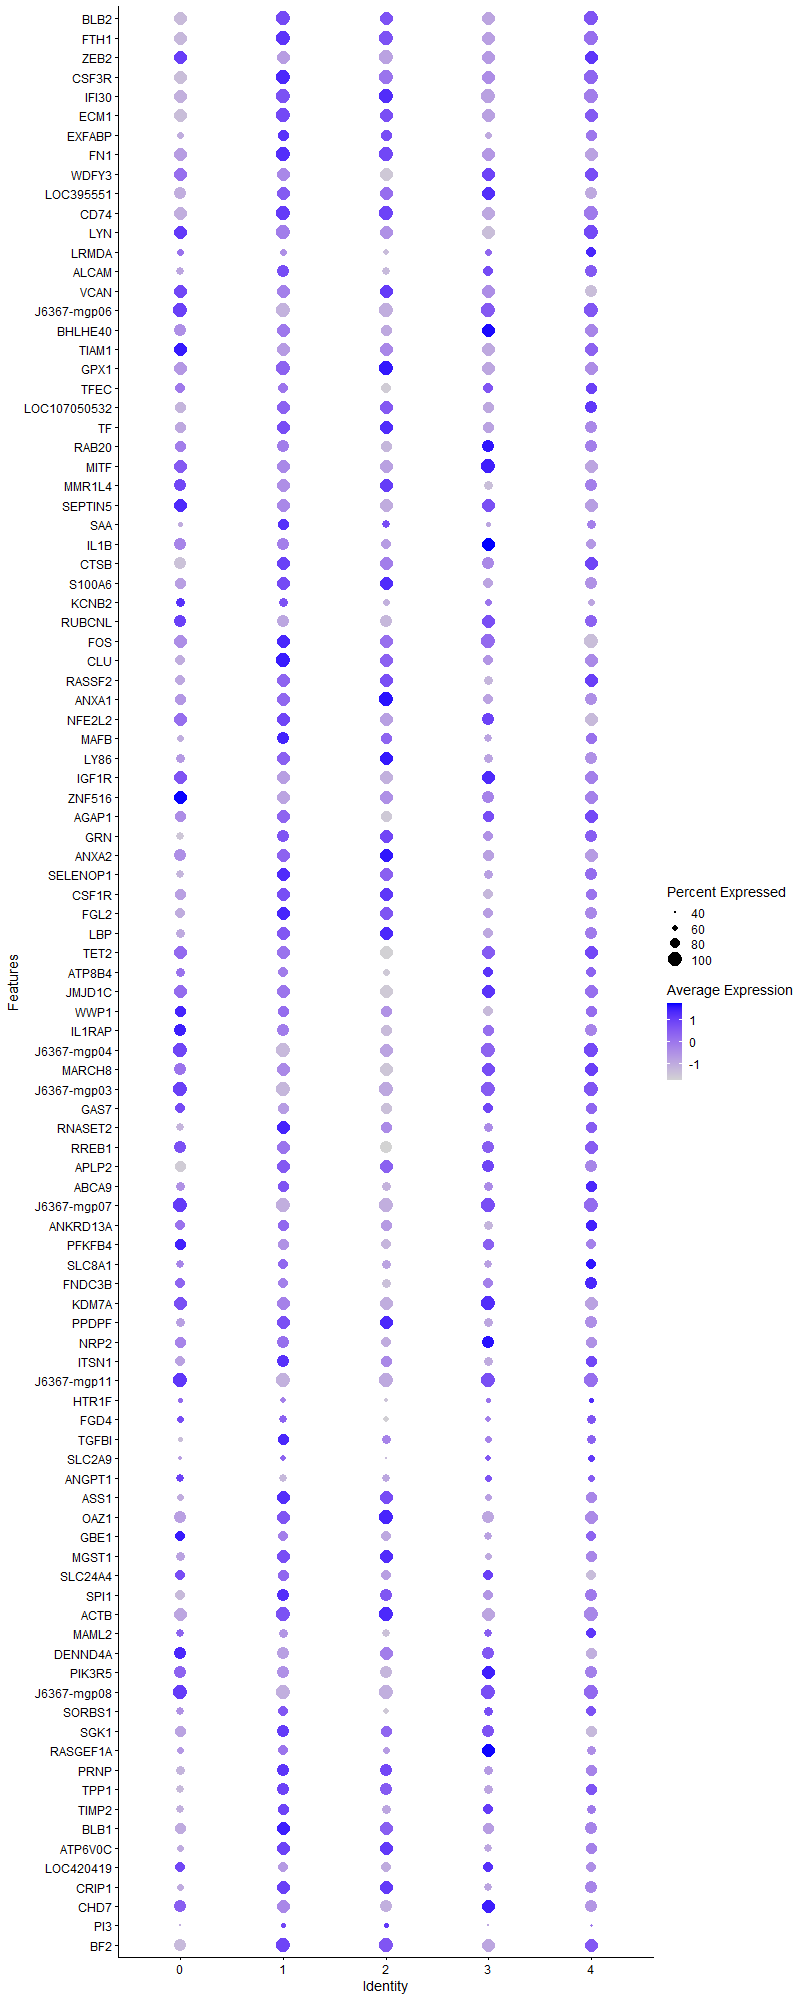 BLB2
FTH1
ZEB2
CSF3R
IFI30
ECM1
EXFABP
FN1
WDFY3
LOC395551
CD74
LYN
LRMDA
ALCAM
VCAN
J6367-mgp06
BHLHE40
TIAM1
GPX1
TFEC
LOC107050532
TF
RAB20
MITF
MMR1L4
SEPTIN5
SAA
IL1B
CTSB
S100A6
KCNB2
RUBCNL
FOS
CLU
RASSF2
ANXA1
NFE2L2
MAFB
LY86
IGF1R
ZNF516
AGAP1
GRN
ANXA2
SELENOP1
CSF1R
FGL2
LBP
TET2
ATP8B4
JMJD1C
WWP1
IL1RAP
J6367-mgp04
MARCH8
J6367-mgp03
GAS7
RNASET2
RREB1
APLP2
ABCA9
J6367-mgp07
ANKRD13A
PFKFB4
SLC8A1
FNDC3B
KDM7A
PPDPF
NRP2
ITSN1
J6367-mgp11
HTR1F
FGD4
TGFBI
SLC2A9
ANGPT1
ASS1
OAZ1
GBE1
MGST1
SLC24A4
SPI1
ACTB
MAML2
DENND4A
PIK3R5
J6367-mgp08
SORBS1
SGK1
RASGEF1A
PRNP
TPP1
TIMP2
BLB1
ATP6V0C
LOC420419
CRIP1
CHD7
PI3
BF2
Features
0 1 2 3 4
Identity
Percent Expressed
40
60
80
100
Average Expression
1
0
-1